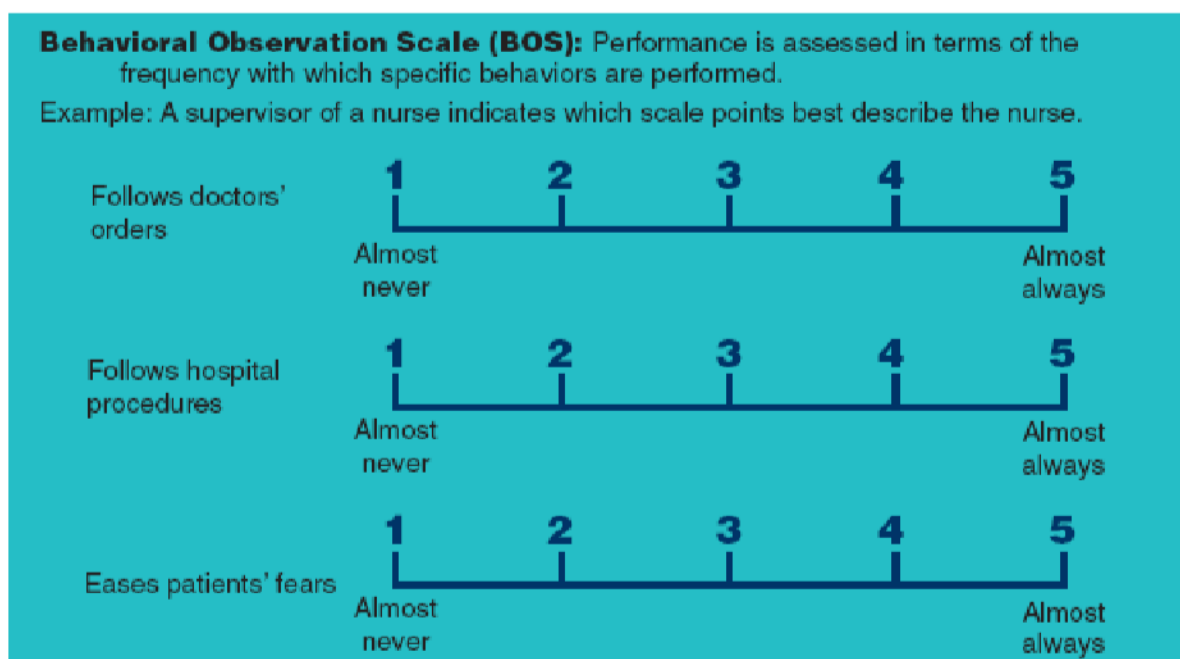 Behavioral Observation Scale (BOS): Performance is assessed in terms of the
frequency with which specific behaviors are performed.
Example: A supervisor of a nurse indicates which scale points best describe the nurse.
1 2 3 4 5
Follows doctors'
orders
Almost Almost
never always
1 2 3 4 5
Follows hospital
procedures
Almost Almost
never always
1 2 3 4 5
Eases patients' fears
Almost Almost
never always